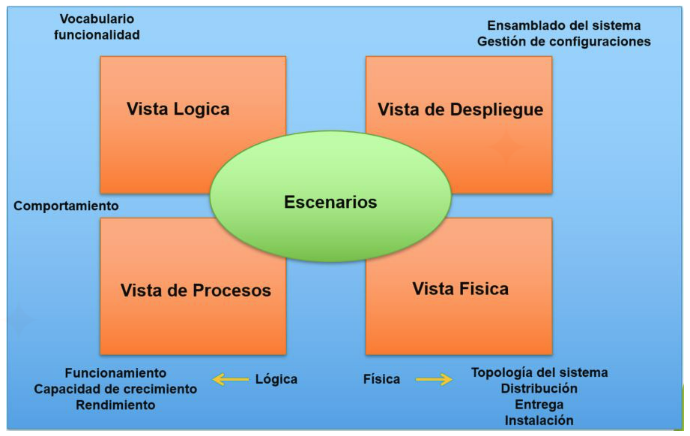 Vocabulario
funcionalidad
Ensamblado del sistema
Gestión de configuraciones
Vista Logica
Vista de Despliegue
Escenarios
Comportamiento
Vista de Procesos
Vista Fisica
Funcionamiento
Capacidad de crecimiento
Rendimiento
Lógica
Física
Topología del sistema
Distribución
Entrega
Instalación